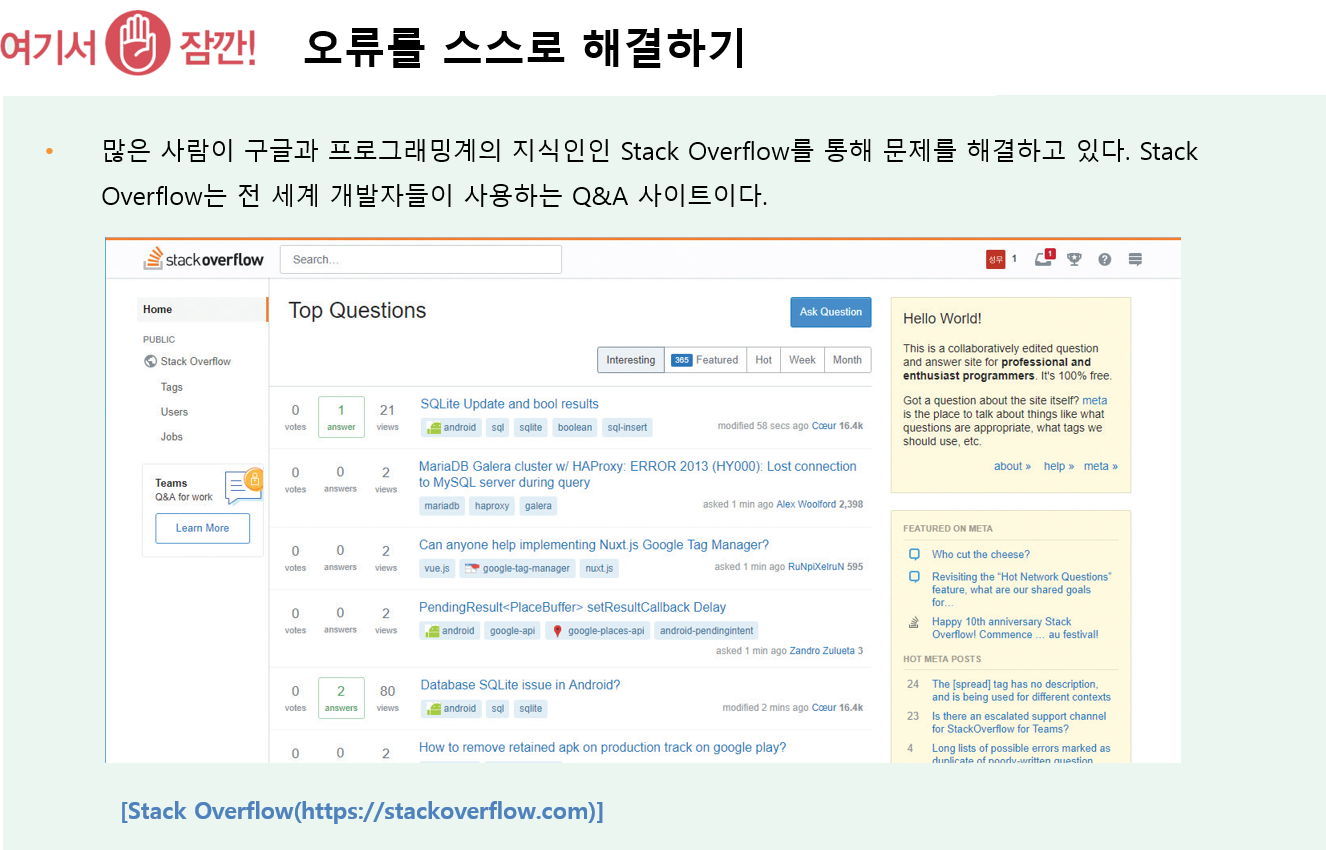 여기서 잠깐! 오류를 스스로 해결하기
• 많은 사람이 구글과 프로그래밍계의 지식인인 Stack Overflow를 통해 문제를 해결하고 있다. Stack
Overflow는 전 세계 개발자들이 사용하는 Q&A 사이트이다.
stackoverflow
Search...
성우 1
1
Home
PUBLIC
Stack Overflow
Tags
Users
Jobs
Teams
Q&A for work
Learn More
Top Questions
Ask Question
Interesting 365 Featured Hot Week Month
0 1 21 SQLite Update and bool results
votes answer views android sql sqlite boolean sql-insert modified 58 secs ago Cœur 16.4k
0 0 2 MariaDB Galera cluster w/ HAProxy: ERROR 2013 (HY000): Lost connection
to MySQL server during query
votes answers views
mariadb haproxy galera asked 1 min ago Alex Woolford 2,398
0 0 2 Can anyone help implementing Nuxt.js Google Tag Manager?
votes answers views vue.js google-tag-manager nuxt.js asked 1 min ago RuNpiXelruN 595
0 0 2 PendingResult<PlaceBuffer> setResultCallback Delay
votes answers views android google-api google-places-api android-pendingintent
asked 1 min ago Zandro Zulueta 3
0 2 80 Database SQLite issue in Android?
votes answers views android sql sqlite modified 2 mins ago Cœur 16.4k
0 0 2 How to remove retained apk on production track on google play?
Hello World!
This is a collaboratively edited question
and answer site for professional and
enthusiast programmers. It's 100% free.
Got a question about the site itself? meta
is the place to talk about things like what
questions are appropriate, what tags we
should use, etc.
about » help » meta »
FEATURED ON META
Who cut the cheese?
Revisiting the “Hot Network Questions”
feature, what are our shared goals
for…
Happy 10th anniversary Stack
Overflow! Commence … au festival!
HOT META POSTS
24 The [spread] tag has no description,
and is being used for different contexts
23 Is there an escalated support channel
for StackOverflow for Teams?
4 Long lists of possible errors marked as
duplicate of poorly-written question
[Stack Overflow(https://stackoverflow.com)]